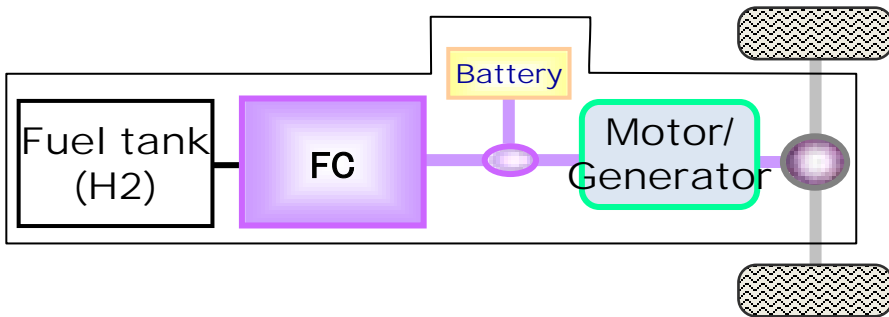 Battery
Fuel tank
(H2)
FC
Motor/
Generator